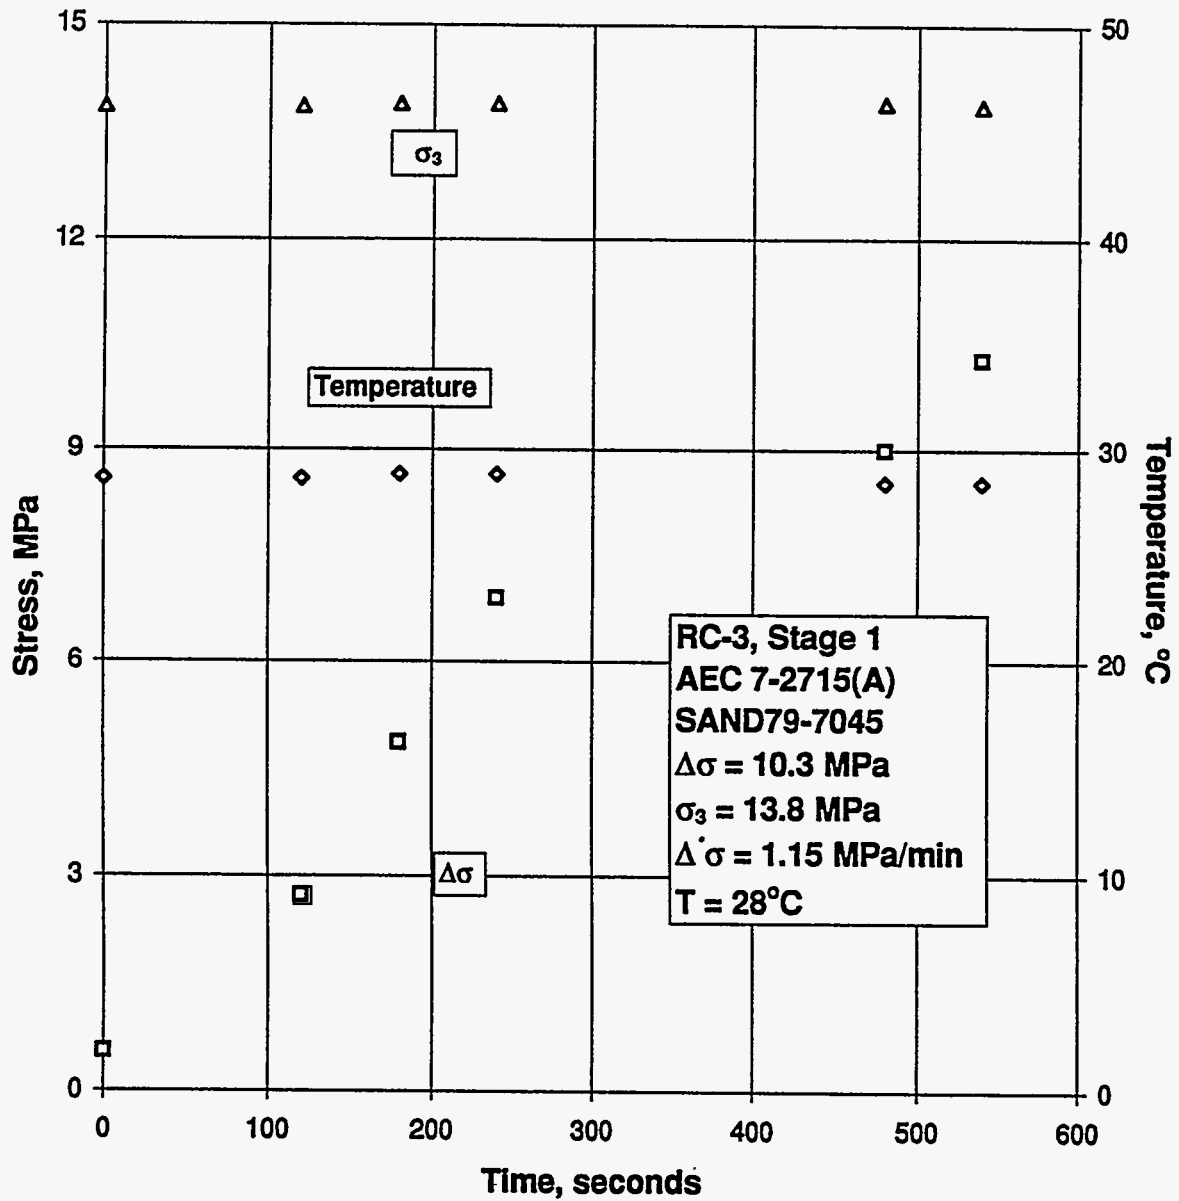 15
50
σ₃
12
40
Temperature
9
30
Stress, MPa
Temperature, °C
6
20
RC-3, Stage 1
AEC 7-2715(A)
SAND79-7045
Δσ = 10.3 MPa
σ₃ = 13.8 MPa
Δ˙σ = 1.15 MPa/min
T = 28°C
3
Δσ
10
0
0
0
100
200
300
400
500
600
Time, seconds